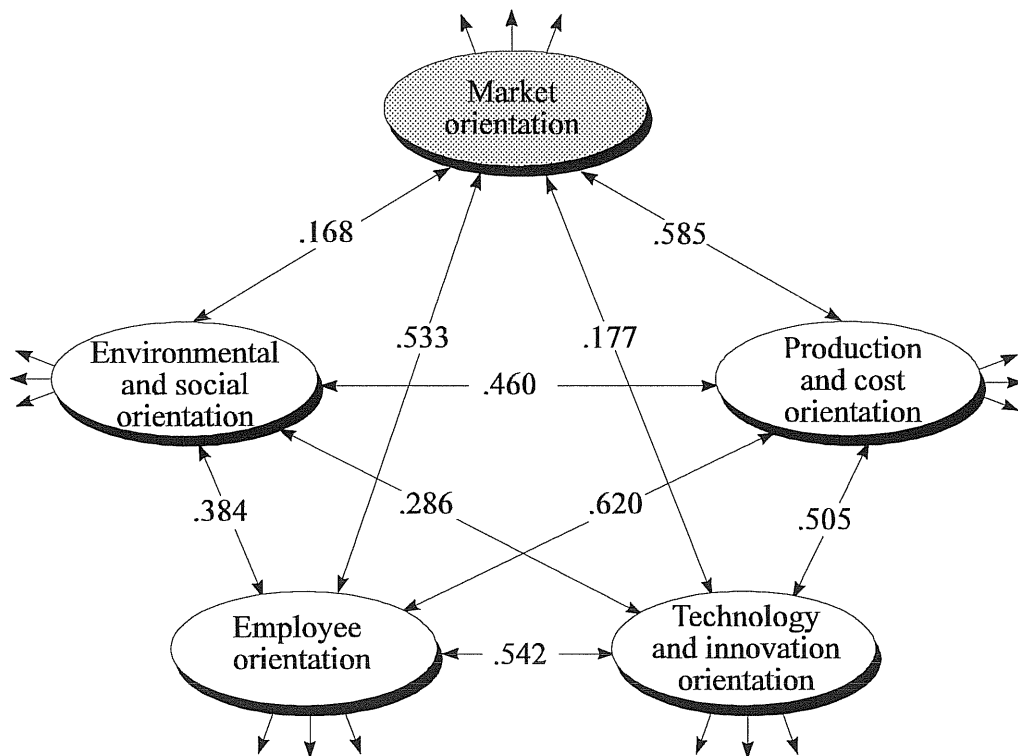 Market
orientation
.168
.585
Environmental
and social
orientation
.533
.177
Production
and cost
orientation
.460
.384
.286
.620
.505
Employee
orientation
.542
Technology
and innovation
orientation